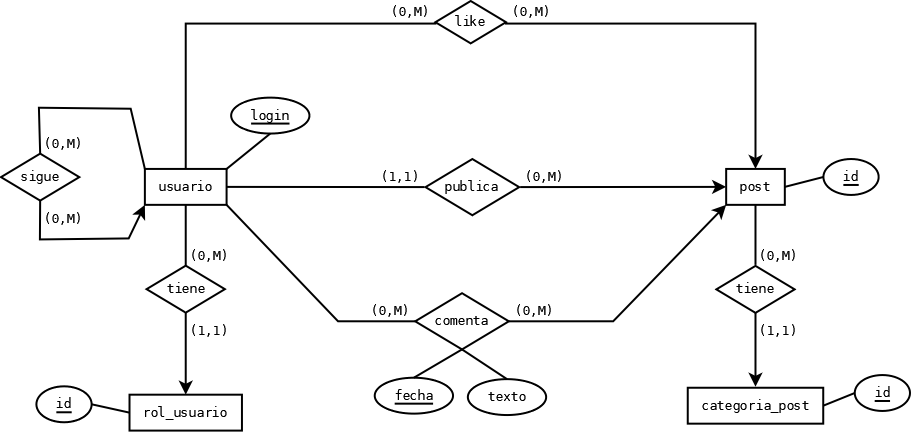 (0,M) like (0,M)
login
(0,M)
sigue
(0,M)
usuario
(1,1) publica (0,M)
post
id
(0,M)
tiene
(1,1)
(0,M) comenta (0,M)
(0,M)
tiene
(1,1)
fecha
texto
id
rol_usuario
categoria_post
id